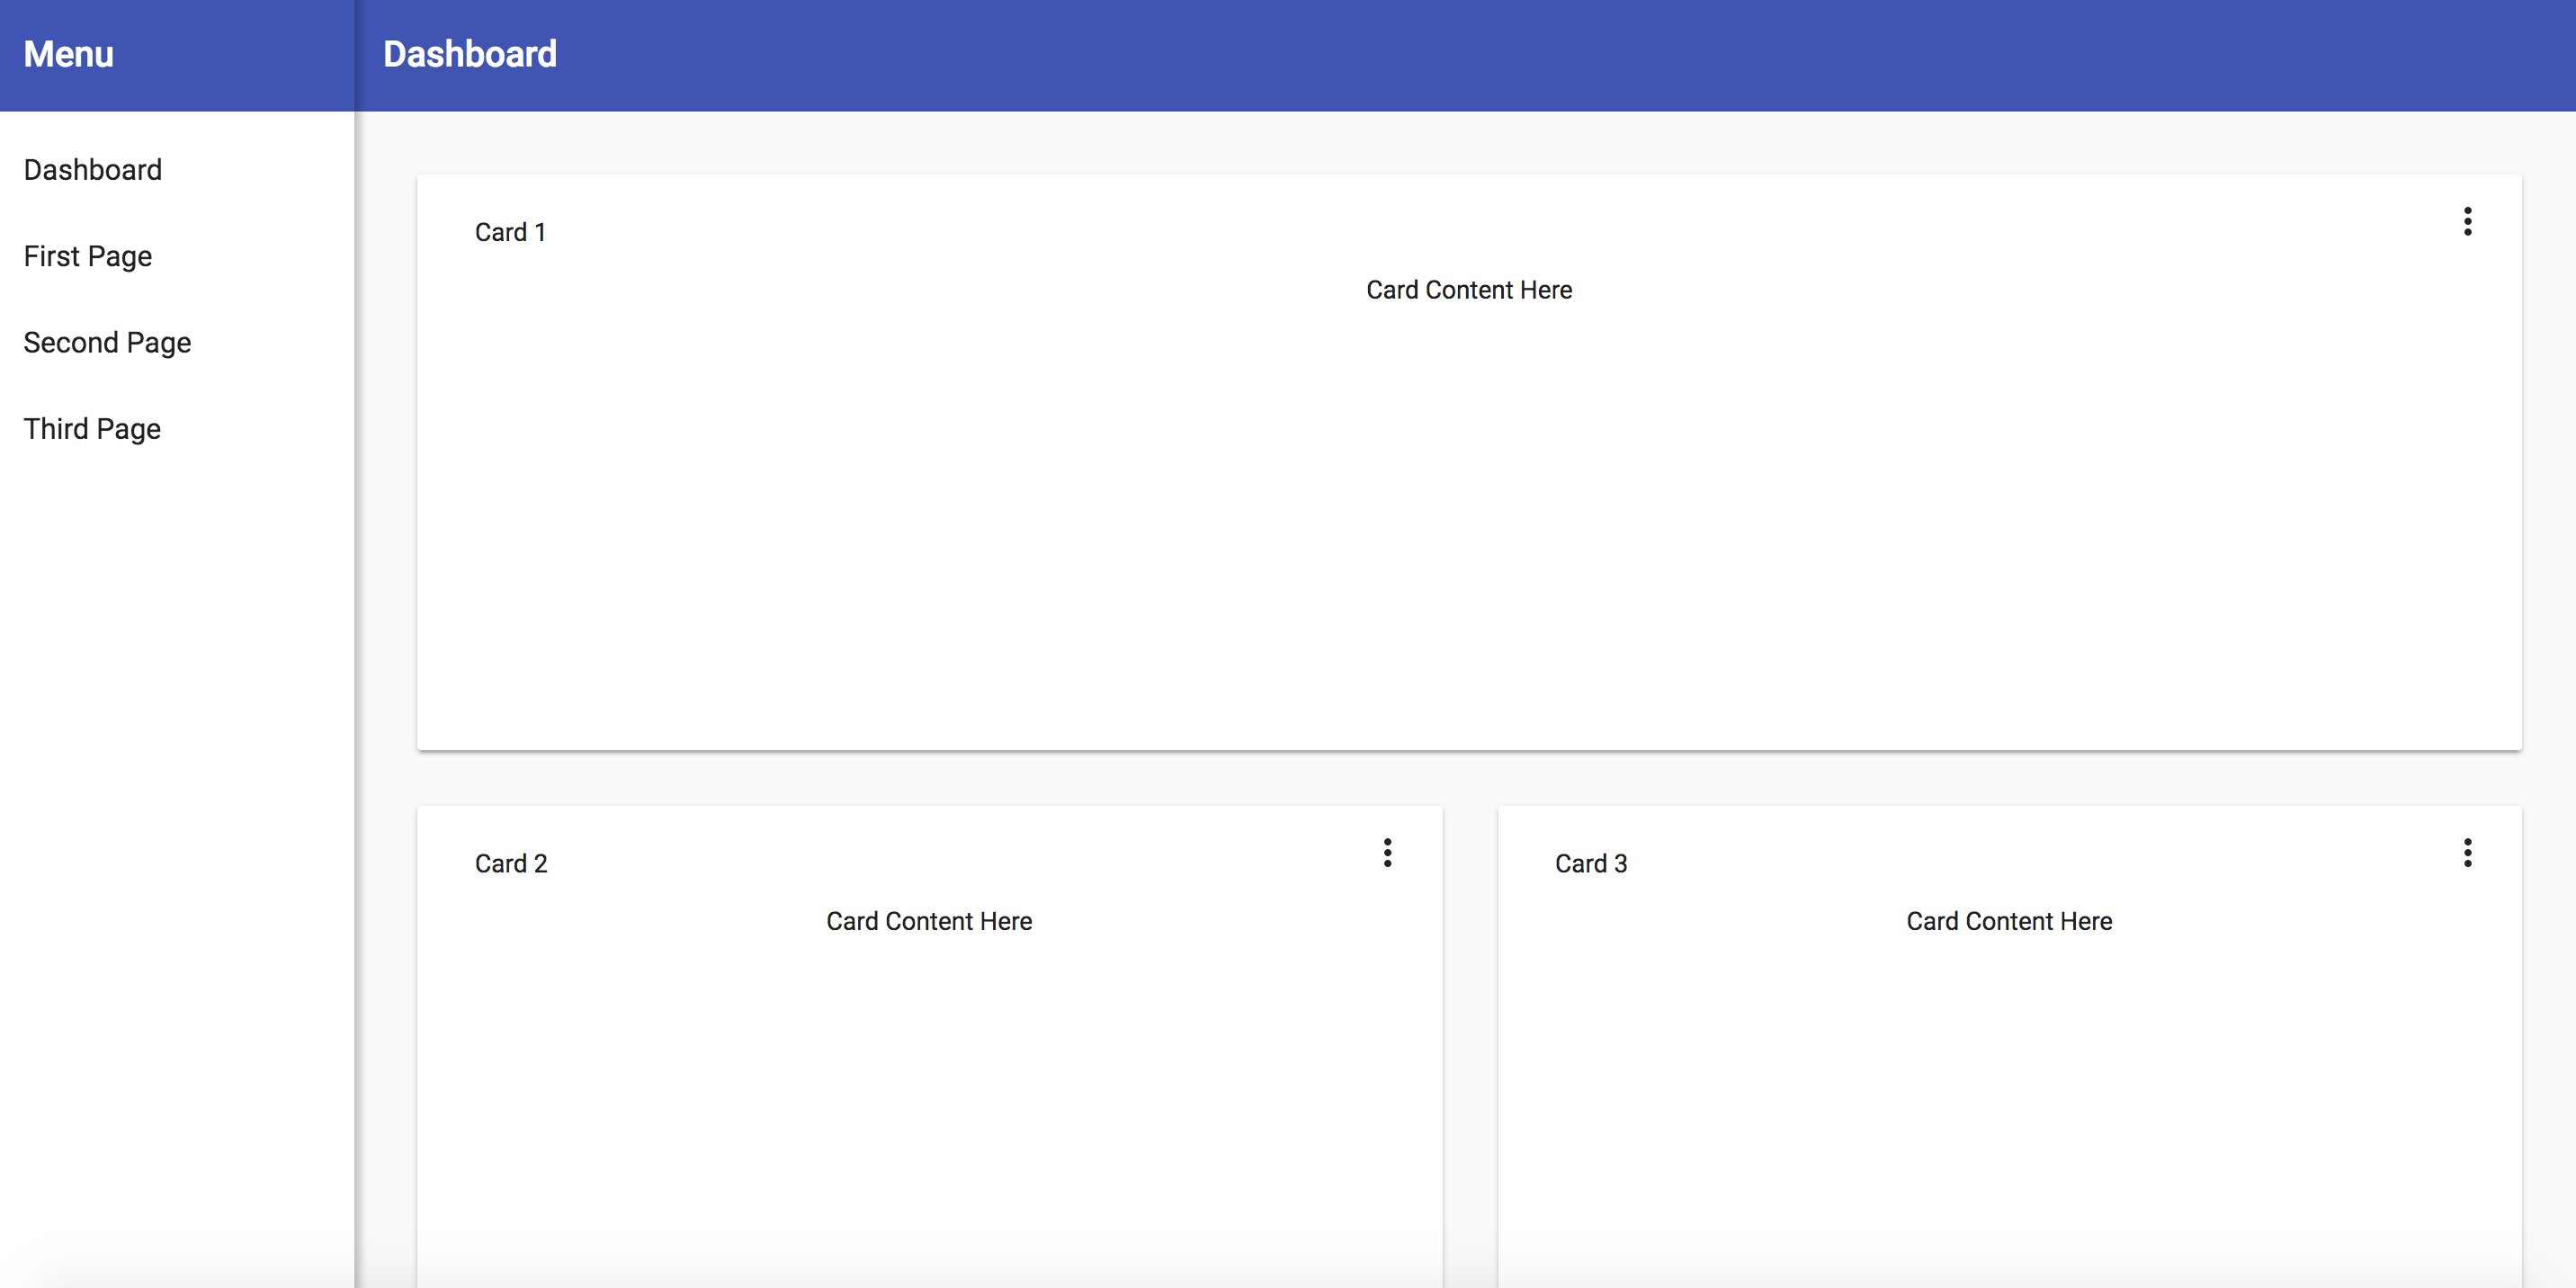 Menu
Dashboard
Dashboard
First Page
Second Page
Third Page
Card 1
Card Content Here
Card 2
Card Content Here
Card 3
Card Content Here